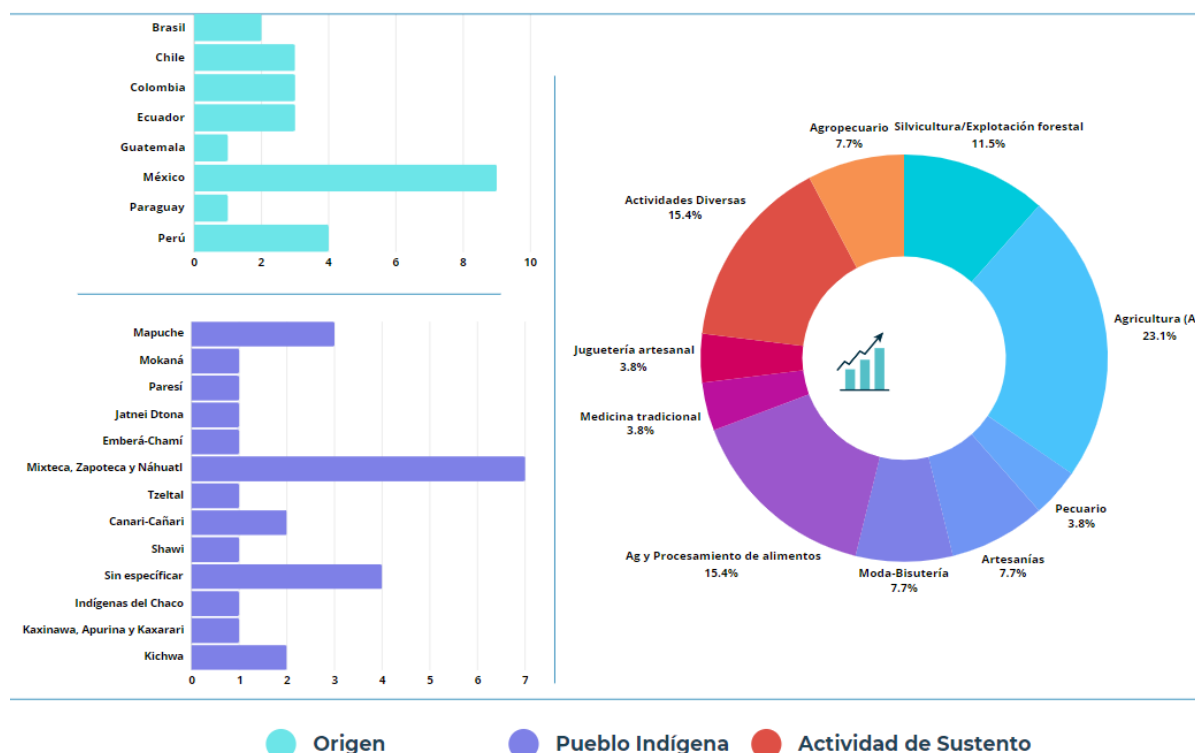 Brasil
Chile
Colombia
Ecuador
Guatemala
México
Paraguay
Perú
0 2 4 6 8 10
Mapuche
Mokaná
Paresí
Jatnei Dtona
Emberá-Chamí
Mixteca, Zapoteca y Náhuatl
Tzeltal
Canari-Cañari
Shawi
Sin específicar
Indígenas del Chaco
Kaxinawa, Apurina y Kaxarari
Kichwa
0 1 2 3 4 5 6 7
Agropecuario
7.7%
Silvicultura/Explotación forestal
11.5%
Actividades Diversas
15.4%
Agricultura (A
23.1%
Juguetería artesanal
3.8%
Medicina tradicional
3.8%
Pecuario
3.8%
Ag y Procesamiento de alimentos
15.4%
Moda-Bisutería
7.7%
Artesanías
7.7%
Origen
Pueblo Indígena
Actividad de Sustento